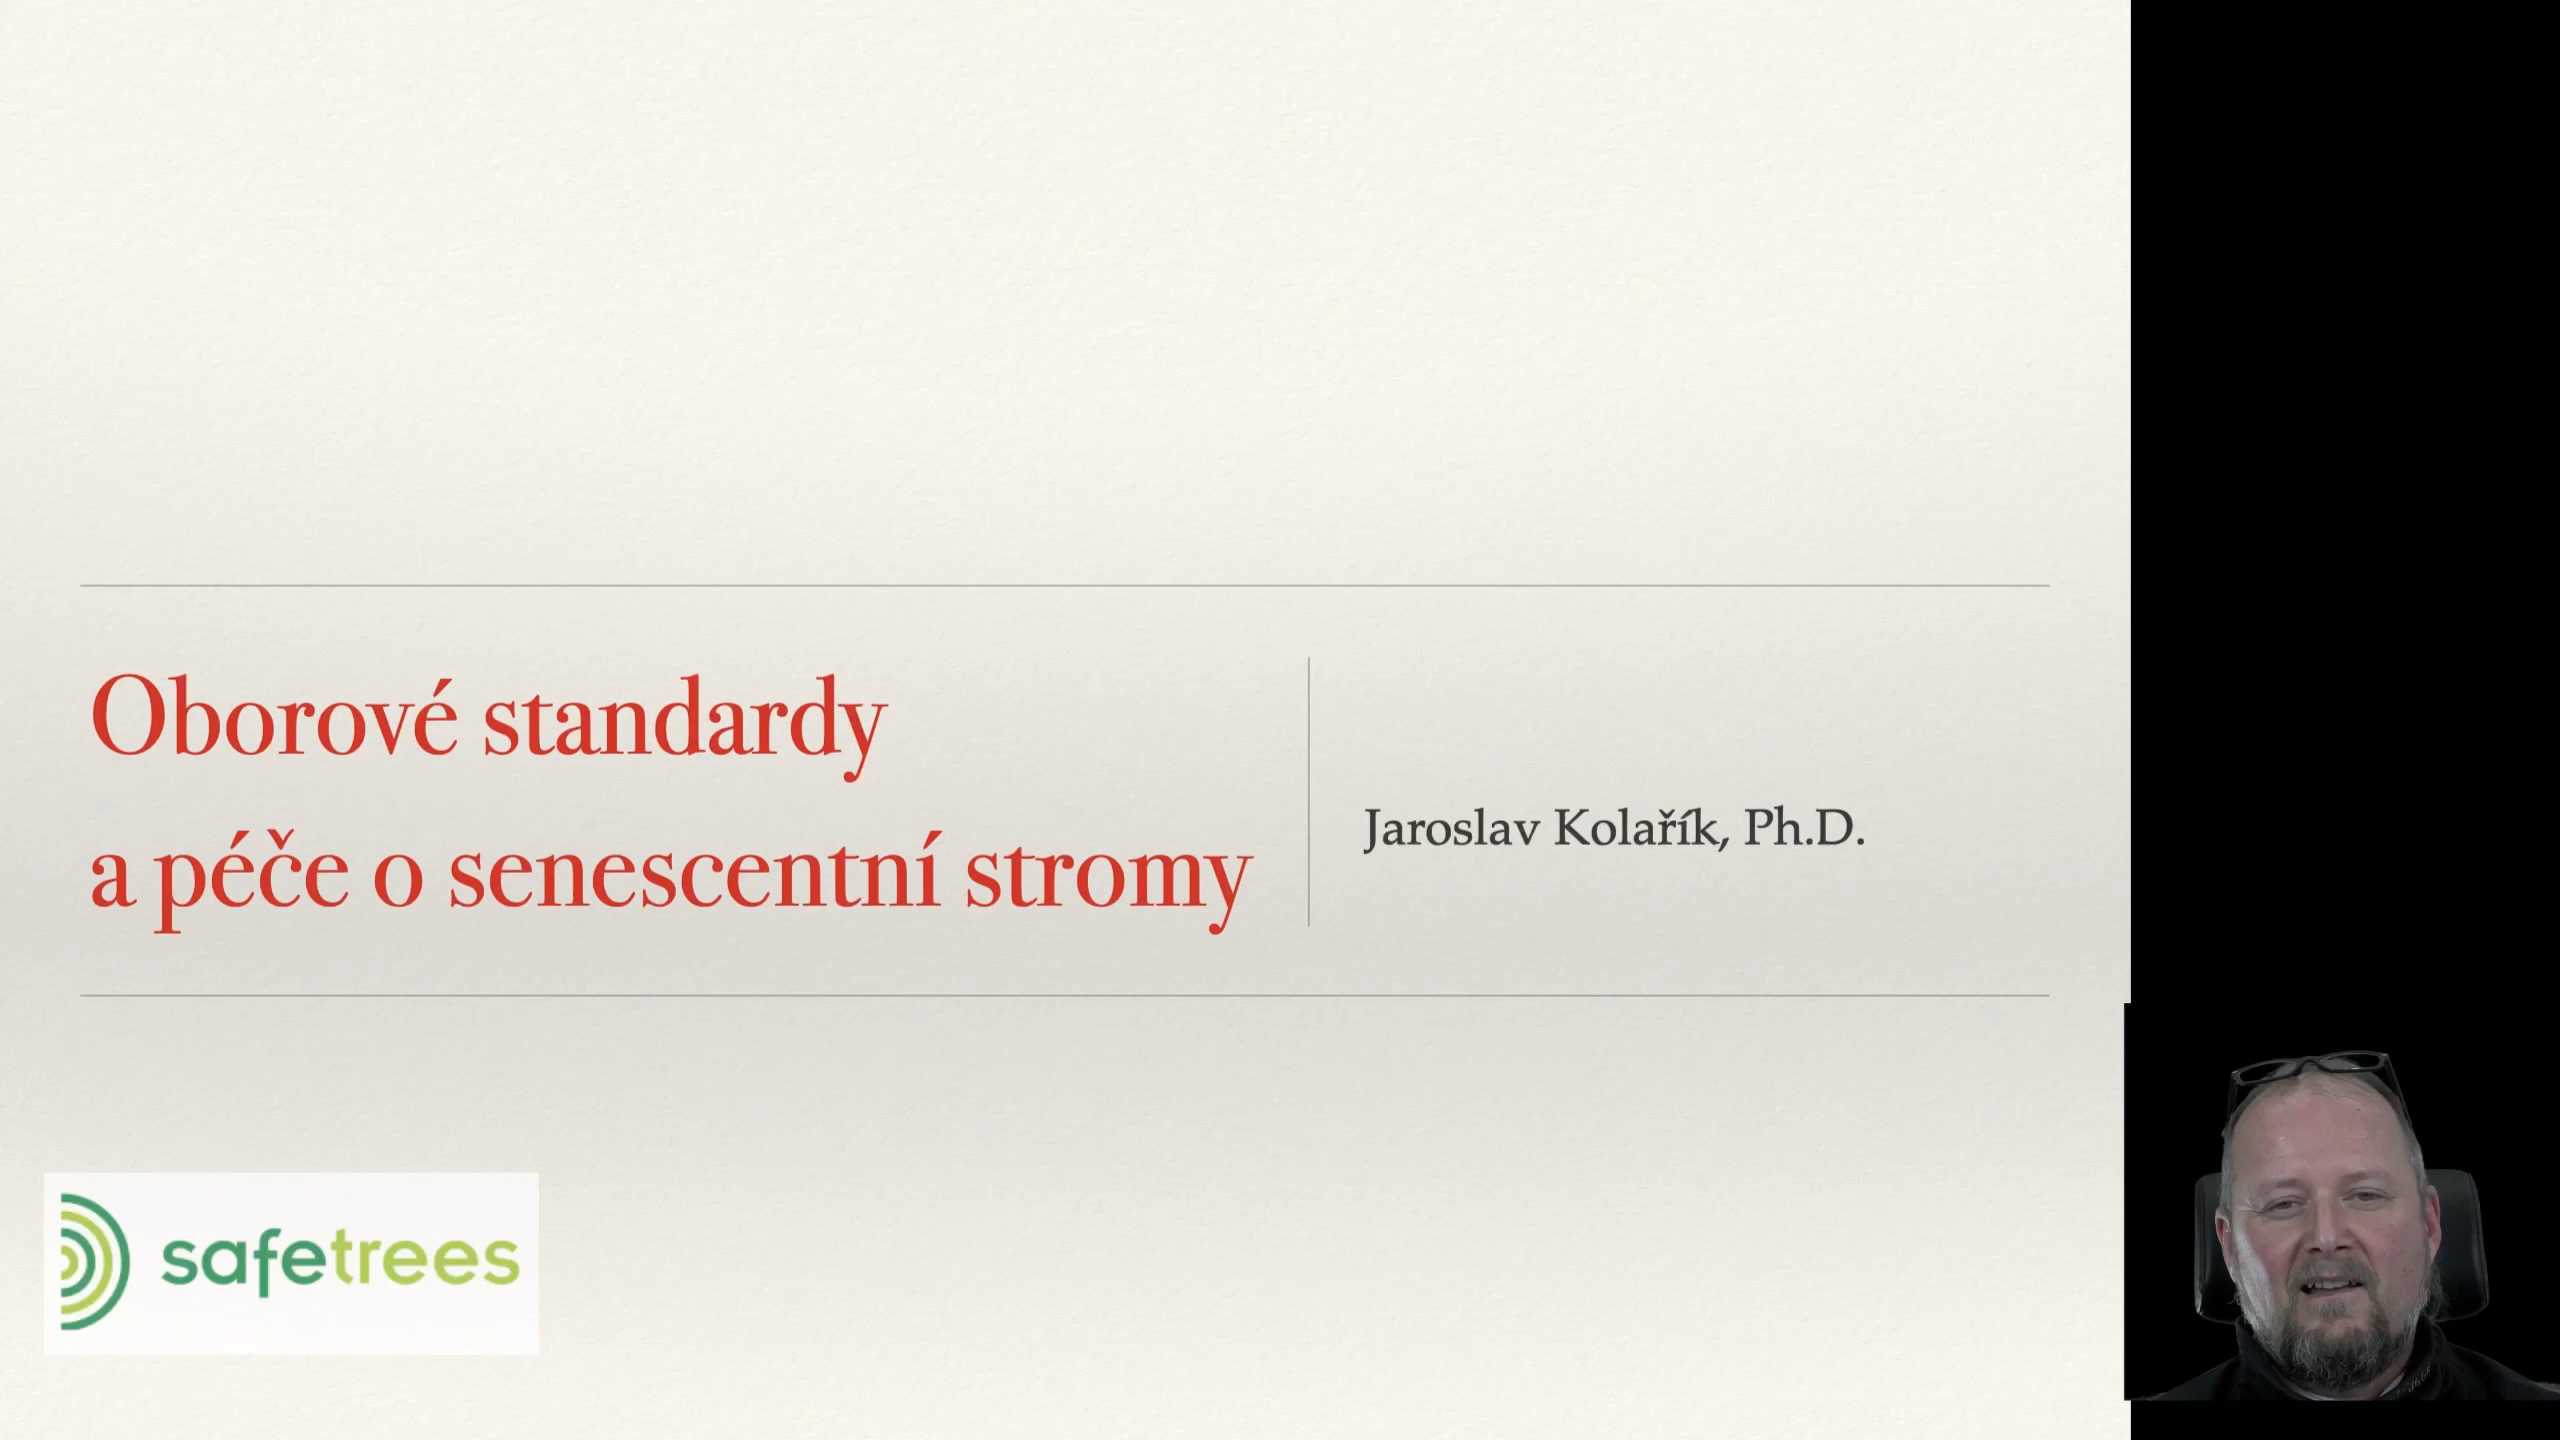 Oborové standardy
a péče o senescentní stromy
Jaroslav Kolařík, Ph.D.
safetrees